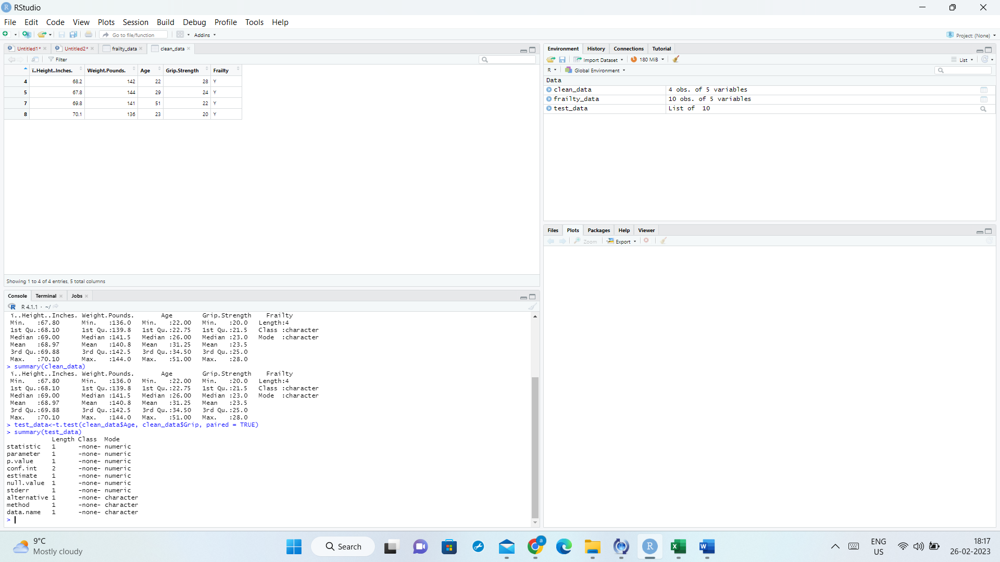 RStudio
File Edit Code View Plots Session Build Debug Profile Tools Help
Go to file/function Addins Project: (None)
Untitled1* Untitled2* frailty_data clean_data
Filter
ï..Height..Inches. Weight.Pounds. Age Grip.Strength Frailty
4 68.2 142 22 28 Y
5 67.8 144 29 24 Y
7 69.8 141 51 22 Y
8 70.1 136 23 20 Y
Showing 1 to 4 of 4 entries, 5 total columns
Console Terminal Jobs
R 4.1.1 · ~/
ï..Height..Inches. Weight.Pounds. Age Grip.Strength Frailty
Min. :67.80 Min. :136.0 Min. :22.00 Min. :20.0 Length:4
1st Qu.:68.10 1st Qu.:139.8 1st Qu.:22.75 1st Qu.:21.5 Class :character
Median :69.00 Median :141.5 Median :26.00 Median :23.0 Mode :character
Mean :68.97 Mean :140.8 Mean :31.25 Mean :23.5
3rd Qu.:69.88 3rd Qu.:142.5 3rd Qu.:34.50 3rd Qu.:25.0
Max. :70.10 Max. :144.0 Max. :51.00 Max. :28.0
> summary(clean_data)
ï..Height..Inches. Weight.Pounds. Age Grip.Strength Frailty
Min. :67.80 Min. :136.0 Min. :22.00 Min. :20.0 Length:4
1st Qu.:68.10 1st Qu.:139.8 1st Qu.:22.75 1st Qu.:21.5 Class :character
Median :69.00 Median :141.5 Median :26.00 Median :23.0 Mode :character
Mean :68.97 Mean :140.8 Mean :31.25 Mean :23.5
3rd Qu.:69.88 3rd Qu.:142.5 3rd Qu.:34.50 3rd Qu.:25.0
Max. :70.10 Max. :144.0 Max. :51.00 Max. :28.0
> test_data<-t.test(clean_data$Age, clean_data$Grip, paired = TRUE)
> summary(test_data)
Length Class Mode
statistic 1 -none- numeric
parameter 1 -none- numeric
p.value 1 -none- numeric
conf.int 2 -none- numeric
estimate 1 -none- numeric
null.value 1 -none- numeric
stderr 1 -none- numeric
alternative 1 -none- character
method 1 -none- character
data.name 1 -none- character
>
Environment History Connections Tutorial
Import Dataset 180 MiB List
R Global Environment
Data
clean_data 4 obs. of 5 variables
frailty_data 10 obs. of 5 variables
test_data List of 10
Files Plots Packages Help Viewer
Zoom Export
9°C
Mostly cloudy
Search
ENG
US
18:17
26-02-2023